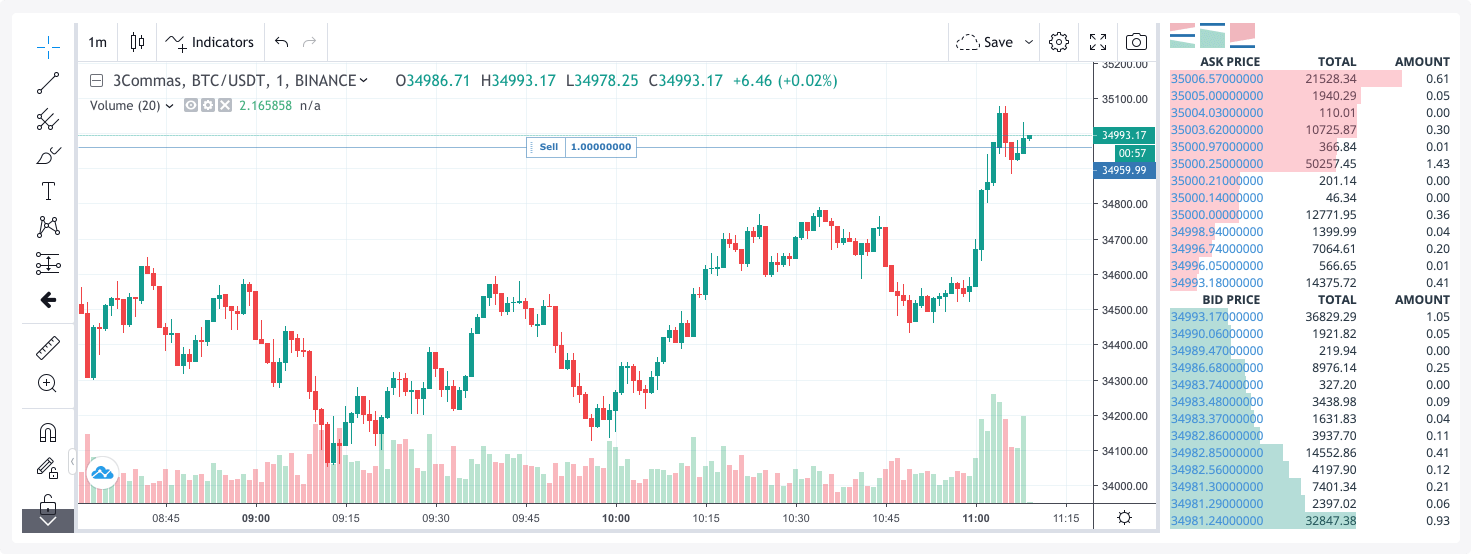 1m Indicators Save
3Commas, BTC/USDT, 1, BINANCE O34986.71 H34993.17 L34978.25 C34993.17 +6.46 (+0.02%)
Volume (20) 2.165858 n/a
Sell 1.00000000
T
35200.00
35100.00
34993.17
00:57
34959.99
34800.00
34700.00
34600.00
34500.00
34400.00
34300.00
34200.00
34100.00
34000.00
08:45 09:00 09:15 09:30 09:45 10:00 10:15 10:30 10:45 11:00 11:15
ASK PRICE TOTAL AMOUNT
35006.57000000 21528.34 0.61
35005.00000000 1940.29 0.05
35004.03000000 110.01 0.00
35003.62000000 10725.87 0.30
35000.97000000 366.84 0.01
35000.25000000 50257.45 1.43
35000.21000000 201.14 0.00
35000.14000000 46.34 0.00
35000.00000000 12771.95 0.36
34998.94000000 1399.99 0.04
34996.74000000 7064.61 0.20
34996.05000000 566.65 0.01
34993.18000000 14375.72 0.41
BID PRICE TOTAL AMOUNT
34993.17000000 36829.29 1.05
34990.06000000 1921.82 0.05
34989.47000000 219.94 0.00
34986.68000000 8976.14 0.25
34983.74000000 327.20 0.00
34983.48000000 3438.98 0.09
34983.37000000 1631.83 0.04
34982.86000000 3937.70 0.11
34982.85000000 14552.86 0.41
34982.56000000 4197.90 0.12
34981.30000000 7401.34 0.21
34981.29000000 2397.02 0.06
34981.24000000 32847.38 0.93